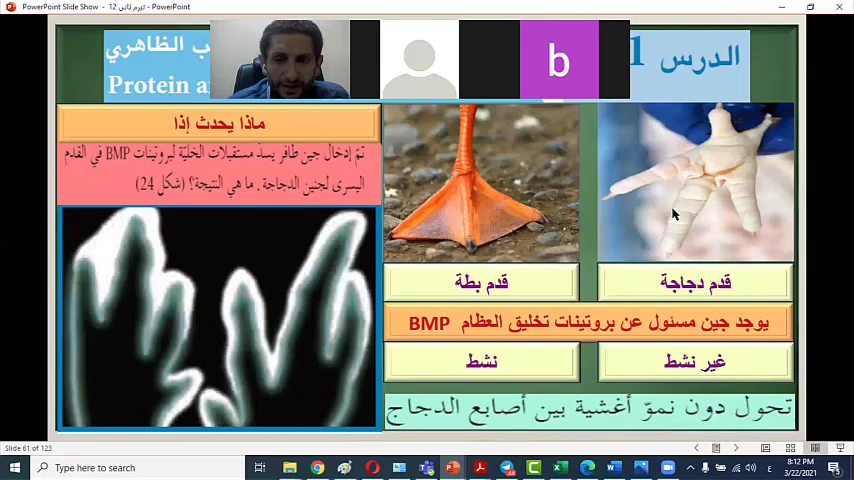 PowerPoint Slide Show - 12 تيرم ثاني - PowerPoint
الدرس 1
ب الظاهري
Protein a
b
ماذا يحدث إذا
تمّ إدخال جين طافر يسدّ مستقبلات الخليّة لبروتينات BMP في القدم
اليسرى لجنين الدجاجة. ما هي النتيجة؟ (شكل 24)
قدم دجاجة
قدم بطة
يوجد جين مسئول عن بروتينات تخليق العظام BMP
غير نشط
نشط
تحول دون نموّ أغشية بين أصابع الدجاج
Slide 61 of 123
Type here to search
8:12 PM
3/22/2021